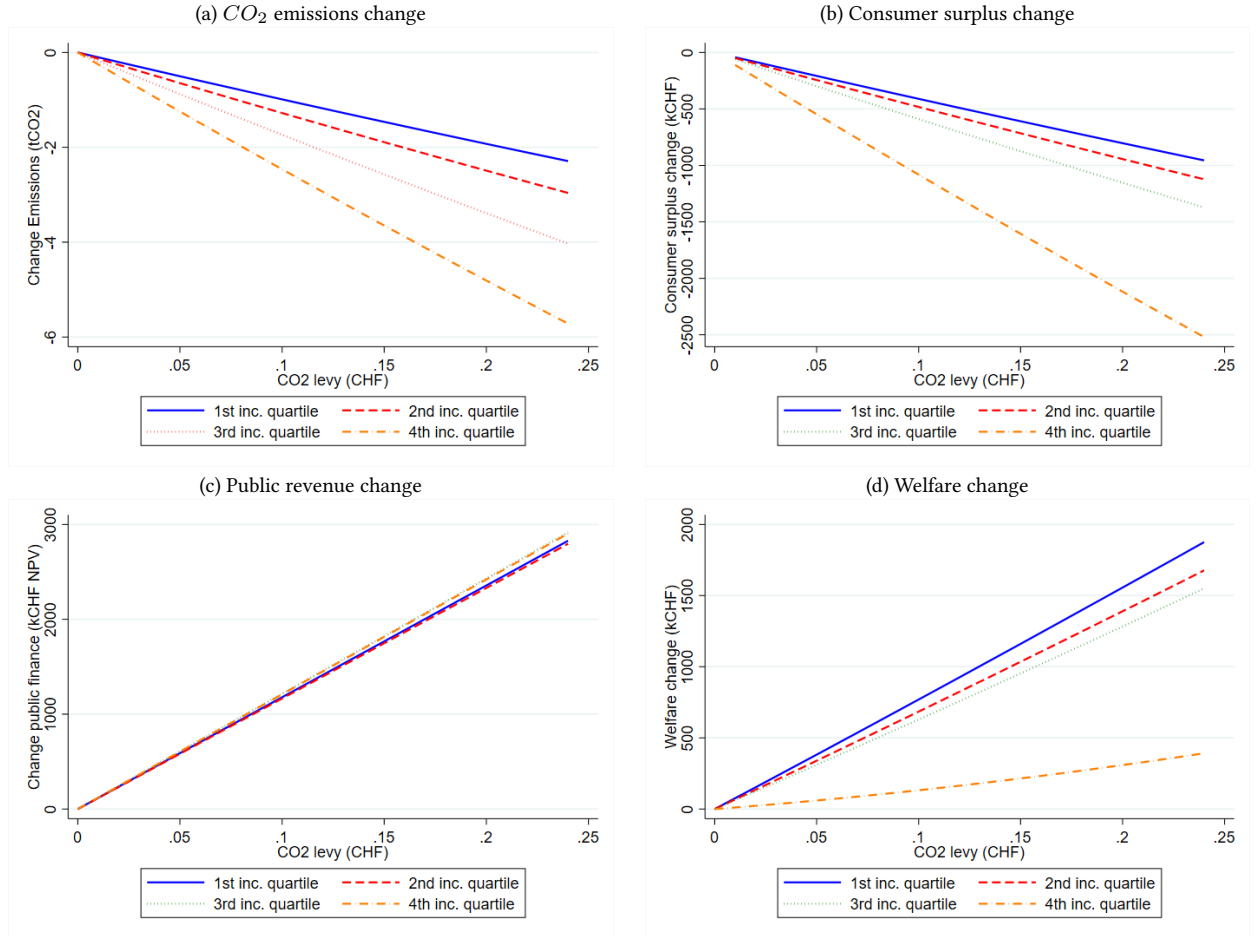 (a) CO₂ emissions change
Change Emissions (tCO2)
0
-2
-4
-6
0 .05 .1 .15 .2 .25
CO2 levy (CHF)
1st inc. quartile 2nd inc. quartile
3rd inc. quartile 4th inc. quartile
(b) Consumer surplus change
Consumer surplus change (kCHF)
0
-500
-1000
-1500
-2000
-2500
0 .05 .1 .15 .2 .25
CO2 levy (CHF)
1st inc. quartile 2nd inc. quartile
3rd inc. quartile 4th inc. quartile
(c) Public revenue change
Change public finance (kCHF NPV)
3000
2000
1000
0
0 .05 .1 .15 .2 .25
CO2 levy (CHF)
1st inc. quartile 2nd inc. quartile
3rd inc. quartile 4th inc. quartile
(d) Welfare change
Welfare change (kCHF)
2000
1500
1000
500
0
0 .05 .1 .15 .2 .25
CO2 levy (CHF)
1st inc. quartile 2nd inc. quartile
3rd inc. quartile 4th inc. quartile